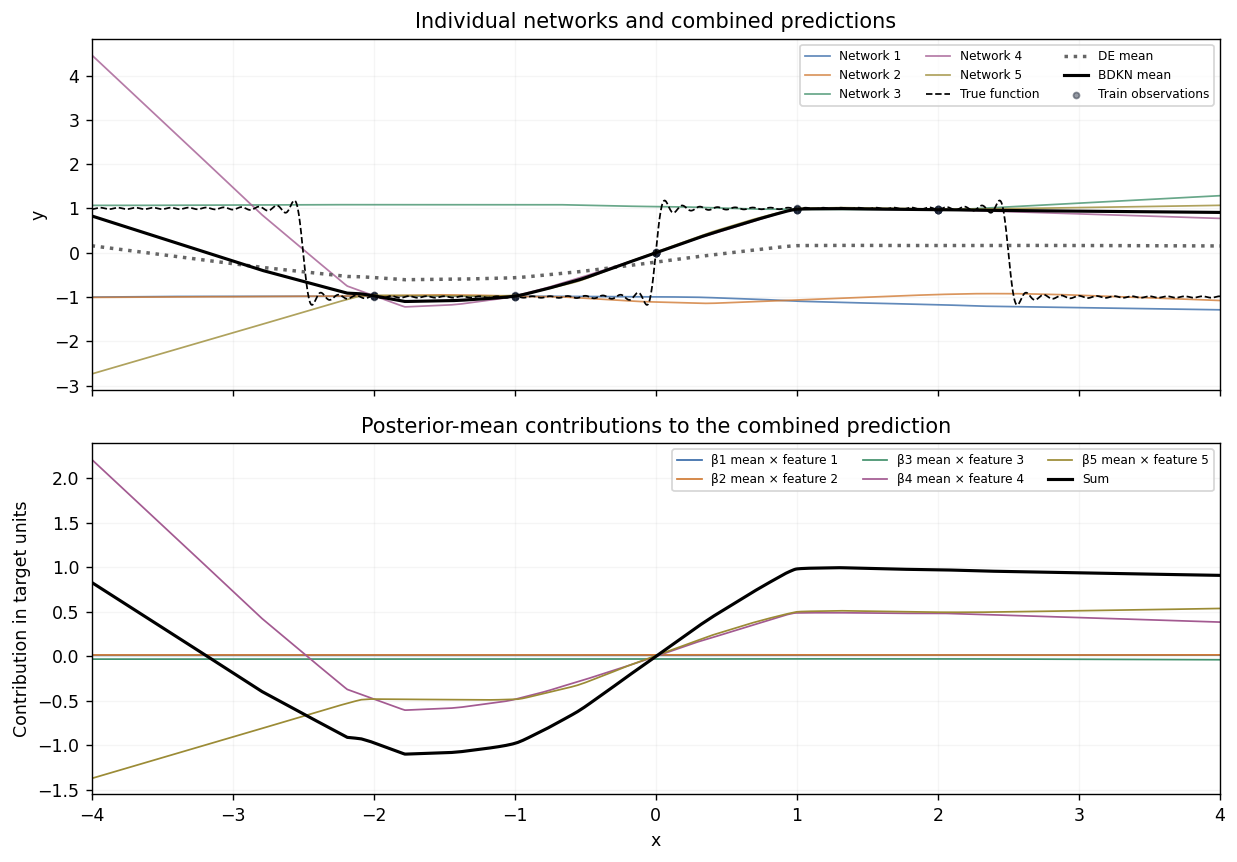 Individual networks and combined predictions
Network 1
Network 2
Network 3
Network 4
Network 5
True function
DE mean
BDKN mean
Train observations
y
4
3
2
1
0
−1
−2
−3
Posterior-mean contributions to the combined prediction
β1 mean × feature 1
β2 mean × feature 2
β3 mean × feature 3
β4 mean × feature 4
β5 mean × feature 5
Sum
Contribution in target units
2.0
1.5
1.0
0.5
0.0
−0.5
−1.0
−1.5
−4 −3 −2 −1 0 1 2 3 4
x